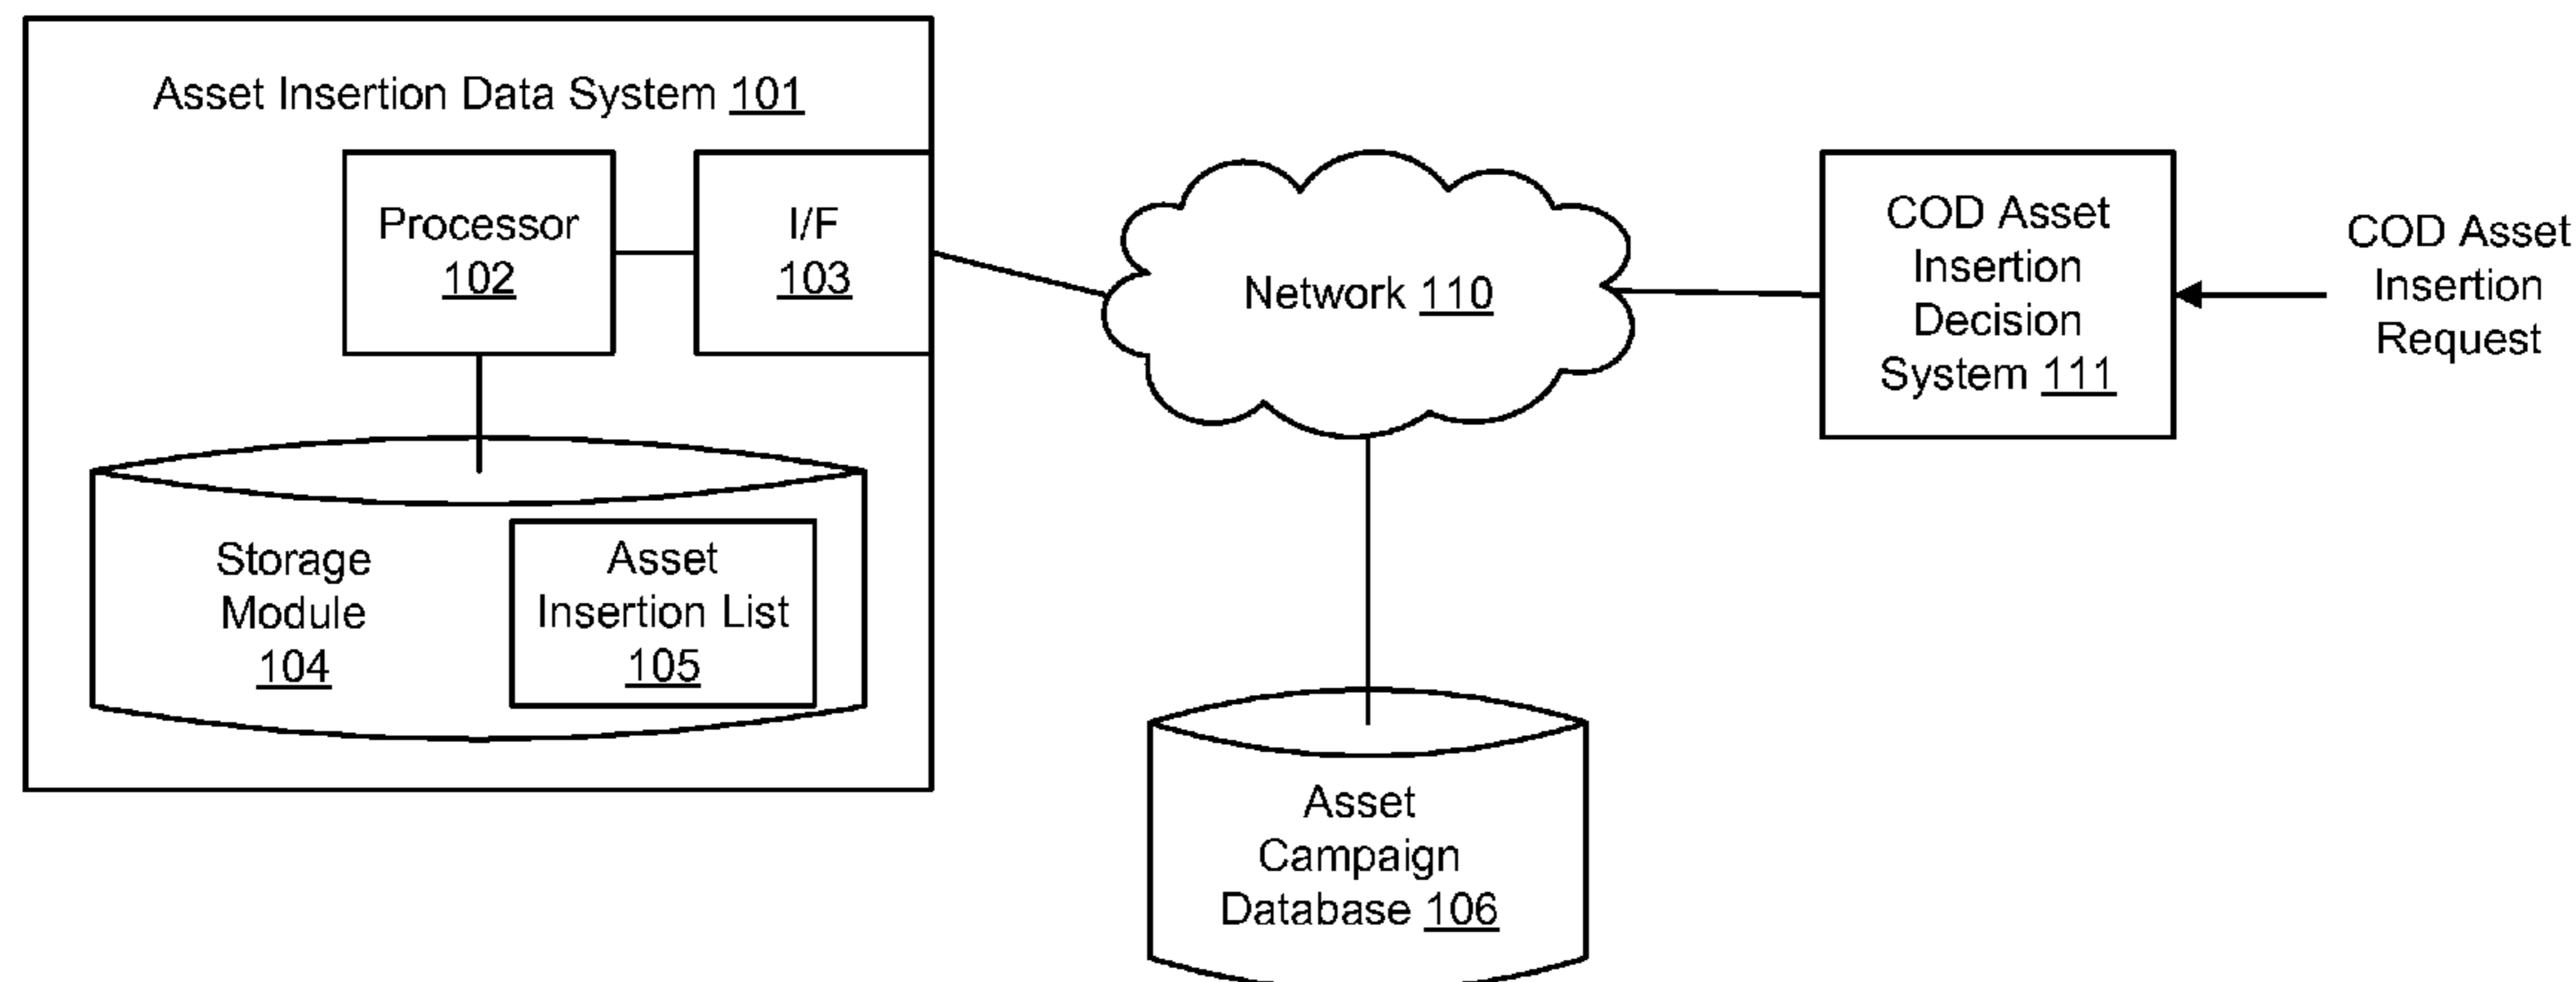 Asset Insertion Data System 101
Processor
102
I/F
103
Storage
Module
104
Asset
Insertion List
105
Network 110
COD Asset
Insertion
Decision
System 111
COD Asset
Insertion
Request
Asset
Campaign
Database 106